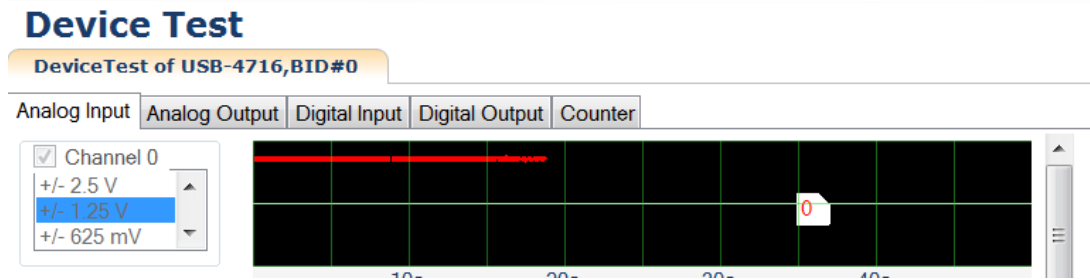 Device Test
DeviceTest of USB-4716,BID#0
Analog Input Analog Output Digital Input Digital Output Counter
Channel 0
+/- 2.5 V
+/- 1.25 V
+/- 625 mV
0